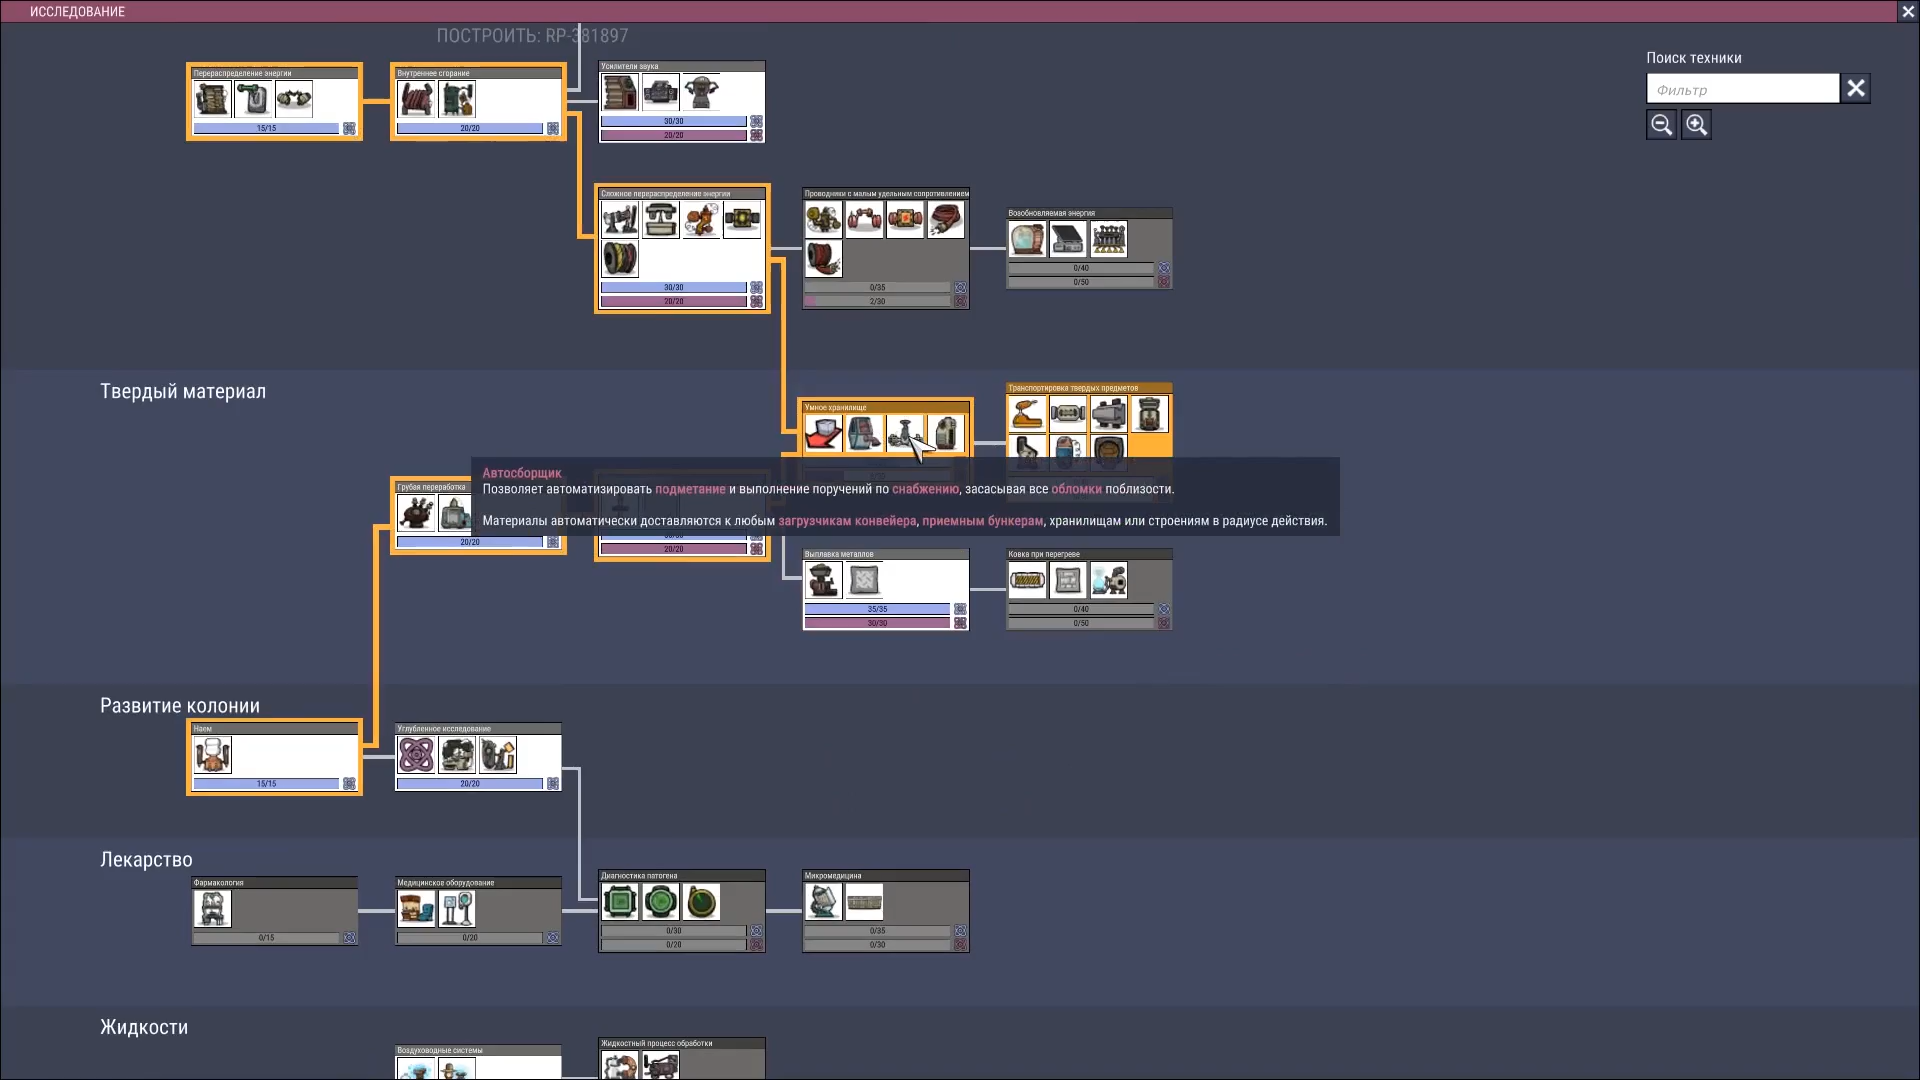 ИССЛЕДОВАНИЕ
ПОСТРОИТЬ: RP-381897
Поиск техники
Фильтр
Перераспределение энергии
15/15
Внутреннее сгорание
20/20
Усилители звука
30/30
20/20
Сложное перераспределение энергии
30/30
20/20
Проводники с малым удельным сопротивлением
0/35
2/30
Возобновляемая энергия
0/40
0/50
Твердый материал
Умное хранилище
Транспортировка твердых предметов
Автосборщик
Позволяет автоматизировать подметание и выполнение поручений по снабжению, засасывая все обломки поблизости.
Материалы автоматически доставляются к любым загрузчикам конвейера, приемным бункерам, хранилищам или строениям в радиусе действия.
Грубая переработка
20/20
20/20
Выплавка металлов
35/35
30/30
Ковка при перегреве
0/40
0/50
Развитие колонии
Наем
15/15
Углубленное исследование
20/20
Лекарство
Фармакология
0/15
Медицинское оборудование
0/20
Диагностика патогена
0/30
0/20
Микромедицина
0/35
0/30
Жидкости
Воздуховодные системы
Жидкостный процесс обработки